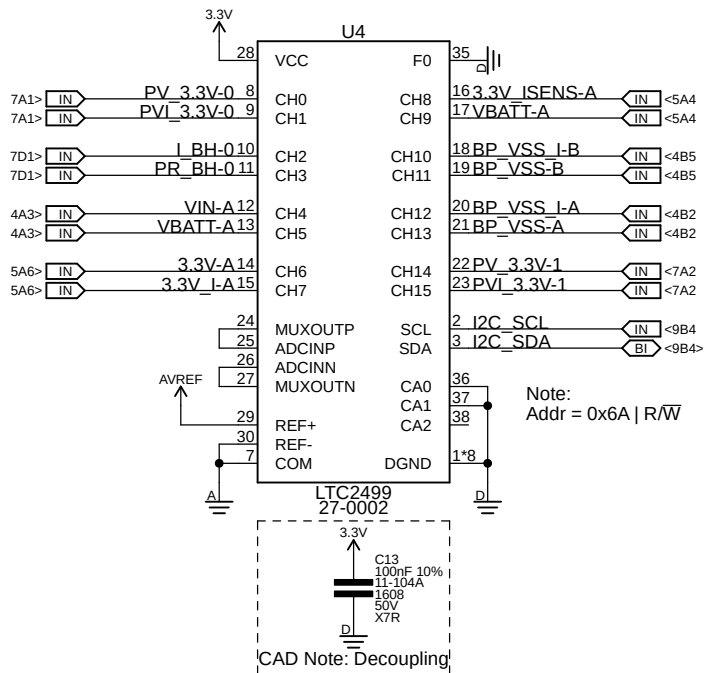 3.3V
U4
28 VCC F0 35 D
7A1> IN PV_3.3V-0 8 CH0 CH8 16 3.3V_ISENS-A IN <5A4
7A1> IN PVI_3.3V-0 9 CH1 CH9 17 VBATT-A IN <5A4
7D1> IN I_BH-0 10 CH2 CH10 18 BP_VSS_I-B IN <4B5
7D1> IN PR_BH-0 11 CH3 CH11 19 BP_VSS-B IN <4B5
4A3> IN VIN-A 12 CH4 CH12 20 BP_VSS_I-A IN <4B2
4A3> IN VBATT-A 13 CH5 CH13 21 BP_VSS-A IN <4B2
5A6> IN 3.3V-A 14 CH6 CH14 22 PV_3.3V-1 IN <7A2
5A6> IN 3.3V_I-A 15 CH7 CH15 23 PVI_3.3V-1 IN <7A2
24 MUXOUTP SCL 2 I2C_SCL IN <9B4
25 ADCINP SDA 3 I2C_SDA BI <9B4>
26 ADCINN
27 MUXOUTN CA0 36
AVREF
CA1 37
29 REF+ CA2 38
30 REF-
7 COM DGND 1*8
A
D
Note:
Addr = 0x6A | R/W̅
LTC2499
27-0002
3.3V
C13
100nF 10%
11-104A
1608
50V
X7R
D
CAD Note: Decoupling